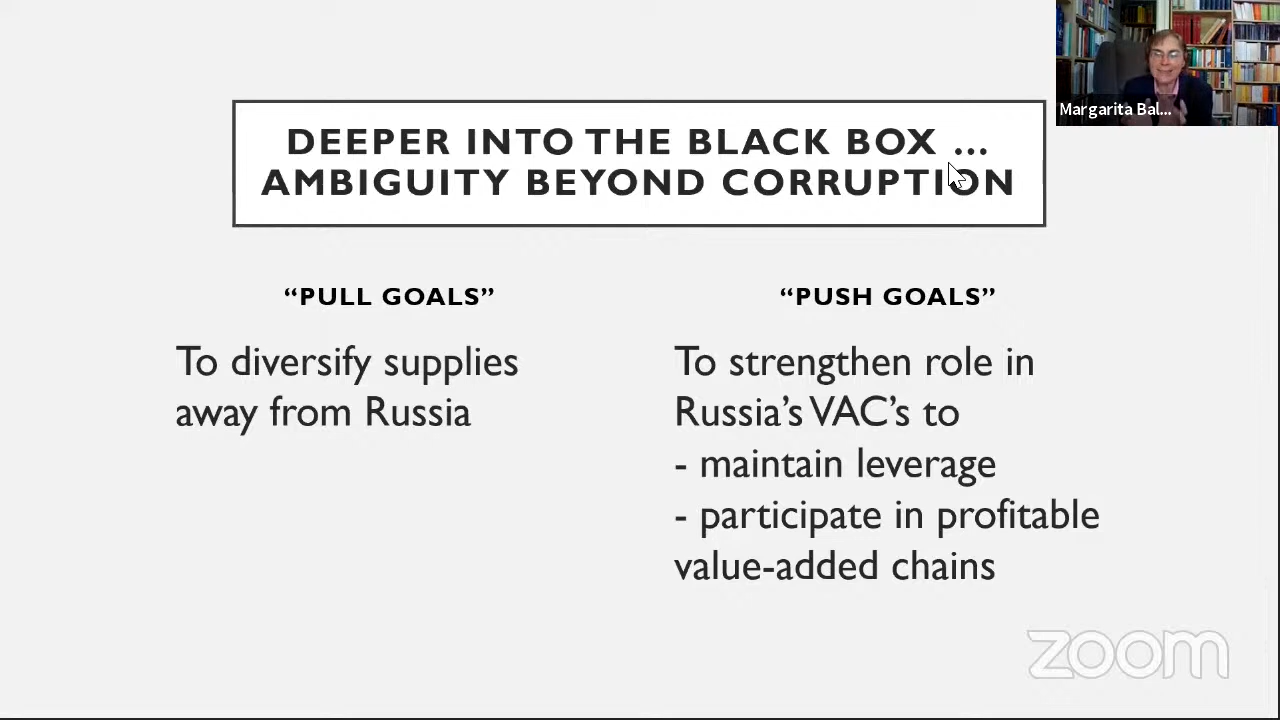 Margarita Bal...
DEEPER INTO THE BLACK BOX ...
AMBIGUITY BEYOND CORRUPTION
“PULL GOALS”
To diversify supplies
away from Russia
“PUSH GOALS”
To strengthen role in
Russia’s VAC’s to
- maintain leverage
- participate in profitable
value-added chains
zoom